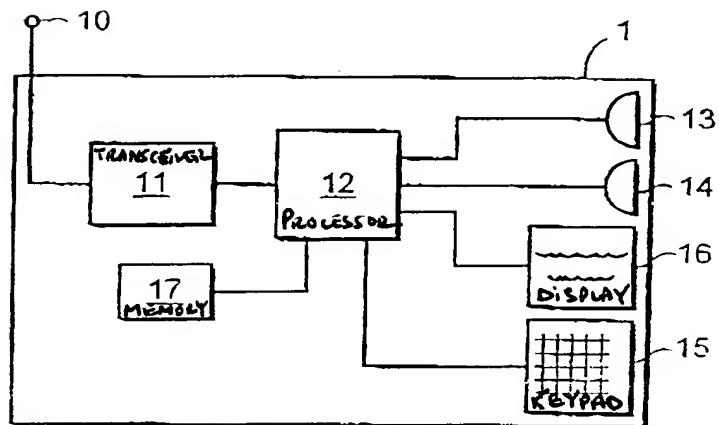 10
1
TRANSCEIVER
11
12
PROCESSOR
13
14
17
MEMORY
16
DISPLAY
15
KEYPAD